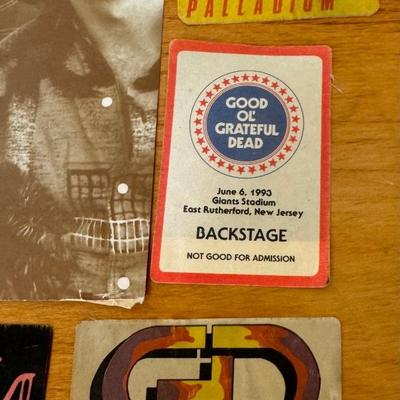 PALLADIUM
GOOD
OL'
GRATEFUL
DEAD
June 6, 1993
Giants Stadium
East Rutherford, New Jersey
BACKSTAGE
NOT GOOD FOR ADMISSION